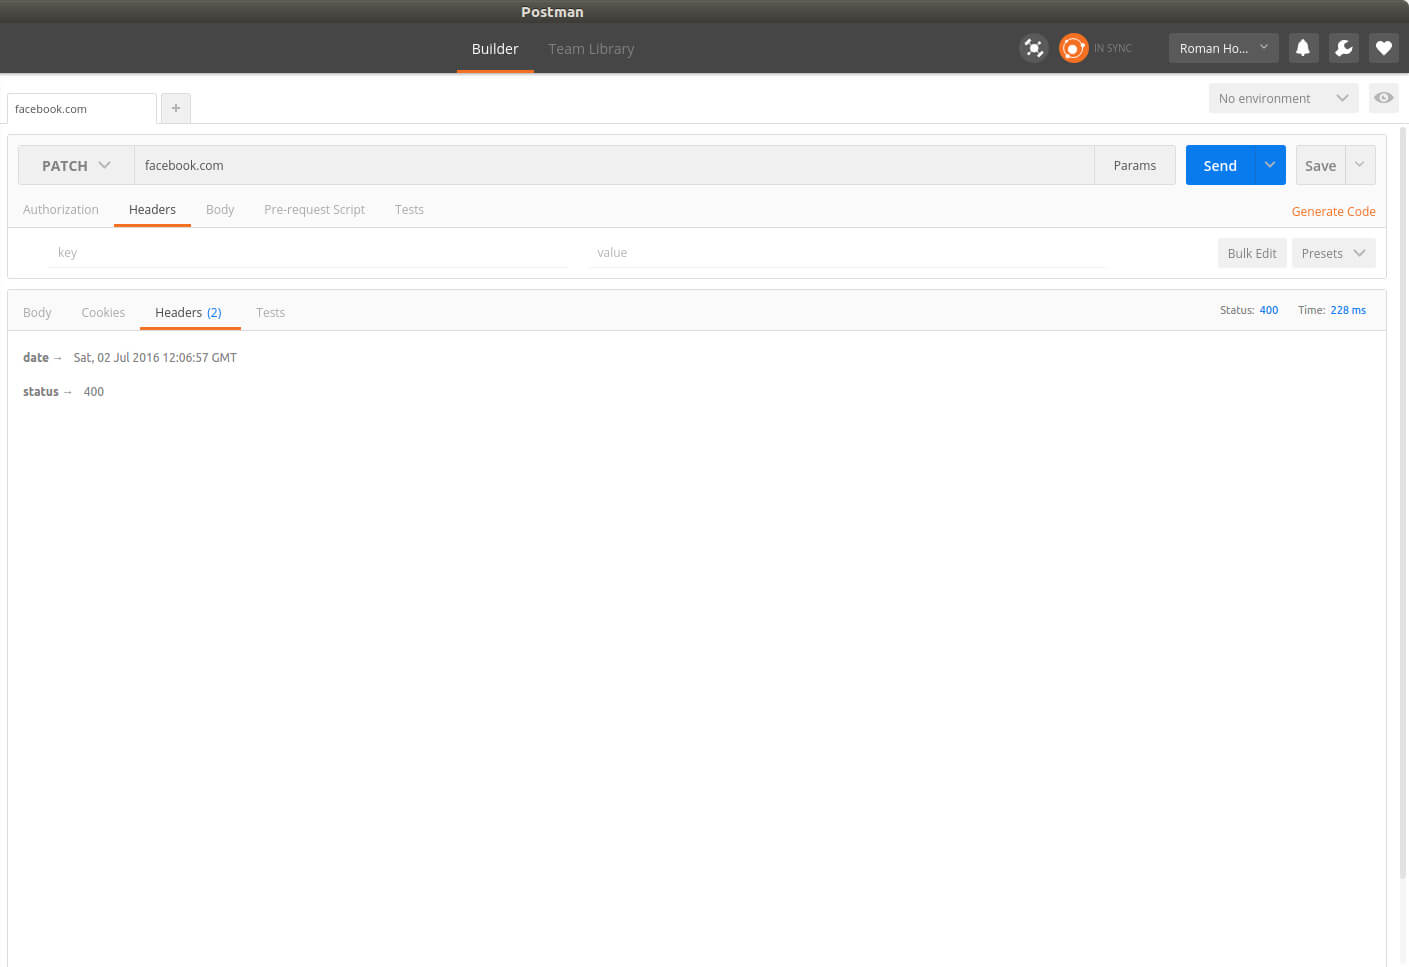 Postman
Builder Team Library IN SYNC Roman Ho...
facebook.com + No environment
PATCH facebook.com Params Send Save
Authorization Headers Body Pre-request Script Tests Generate Code
key value Bulk Edit Presets
Body Cookies Headers (2) Tests Status: 400 Time: 228 ms
date → Sat, 02 Jul 2016 12:06:57 GMT
status → 400